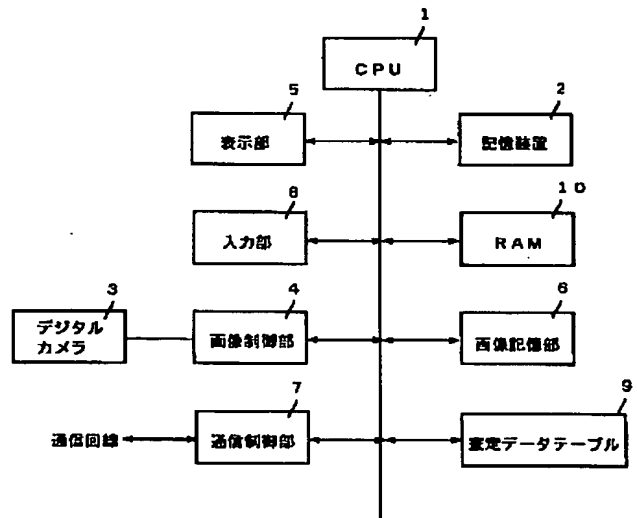 1
CPU
5
表示部
2
記憶装置
8
入力部
10
RAM
3
デジタル
カメラ
4
画像制御部
6
画像記憶部
通信回線
7
通信制御部
9
査定データテーブル